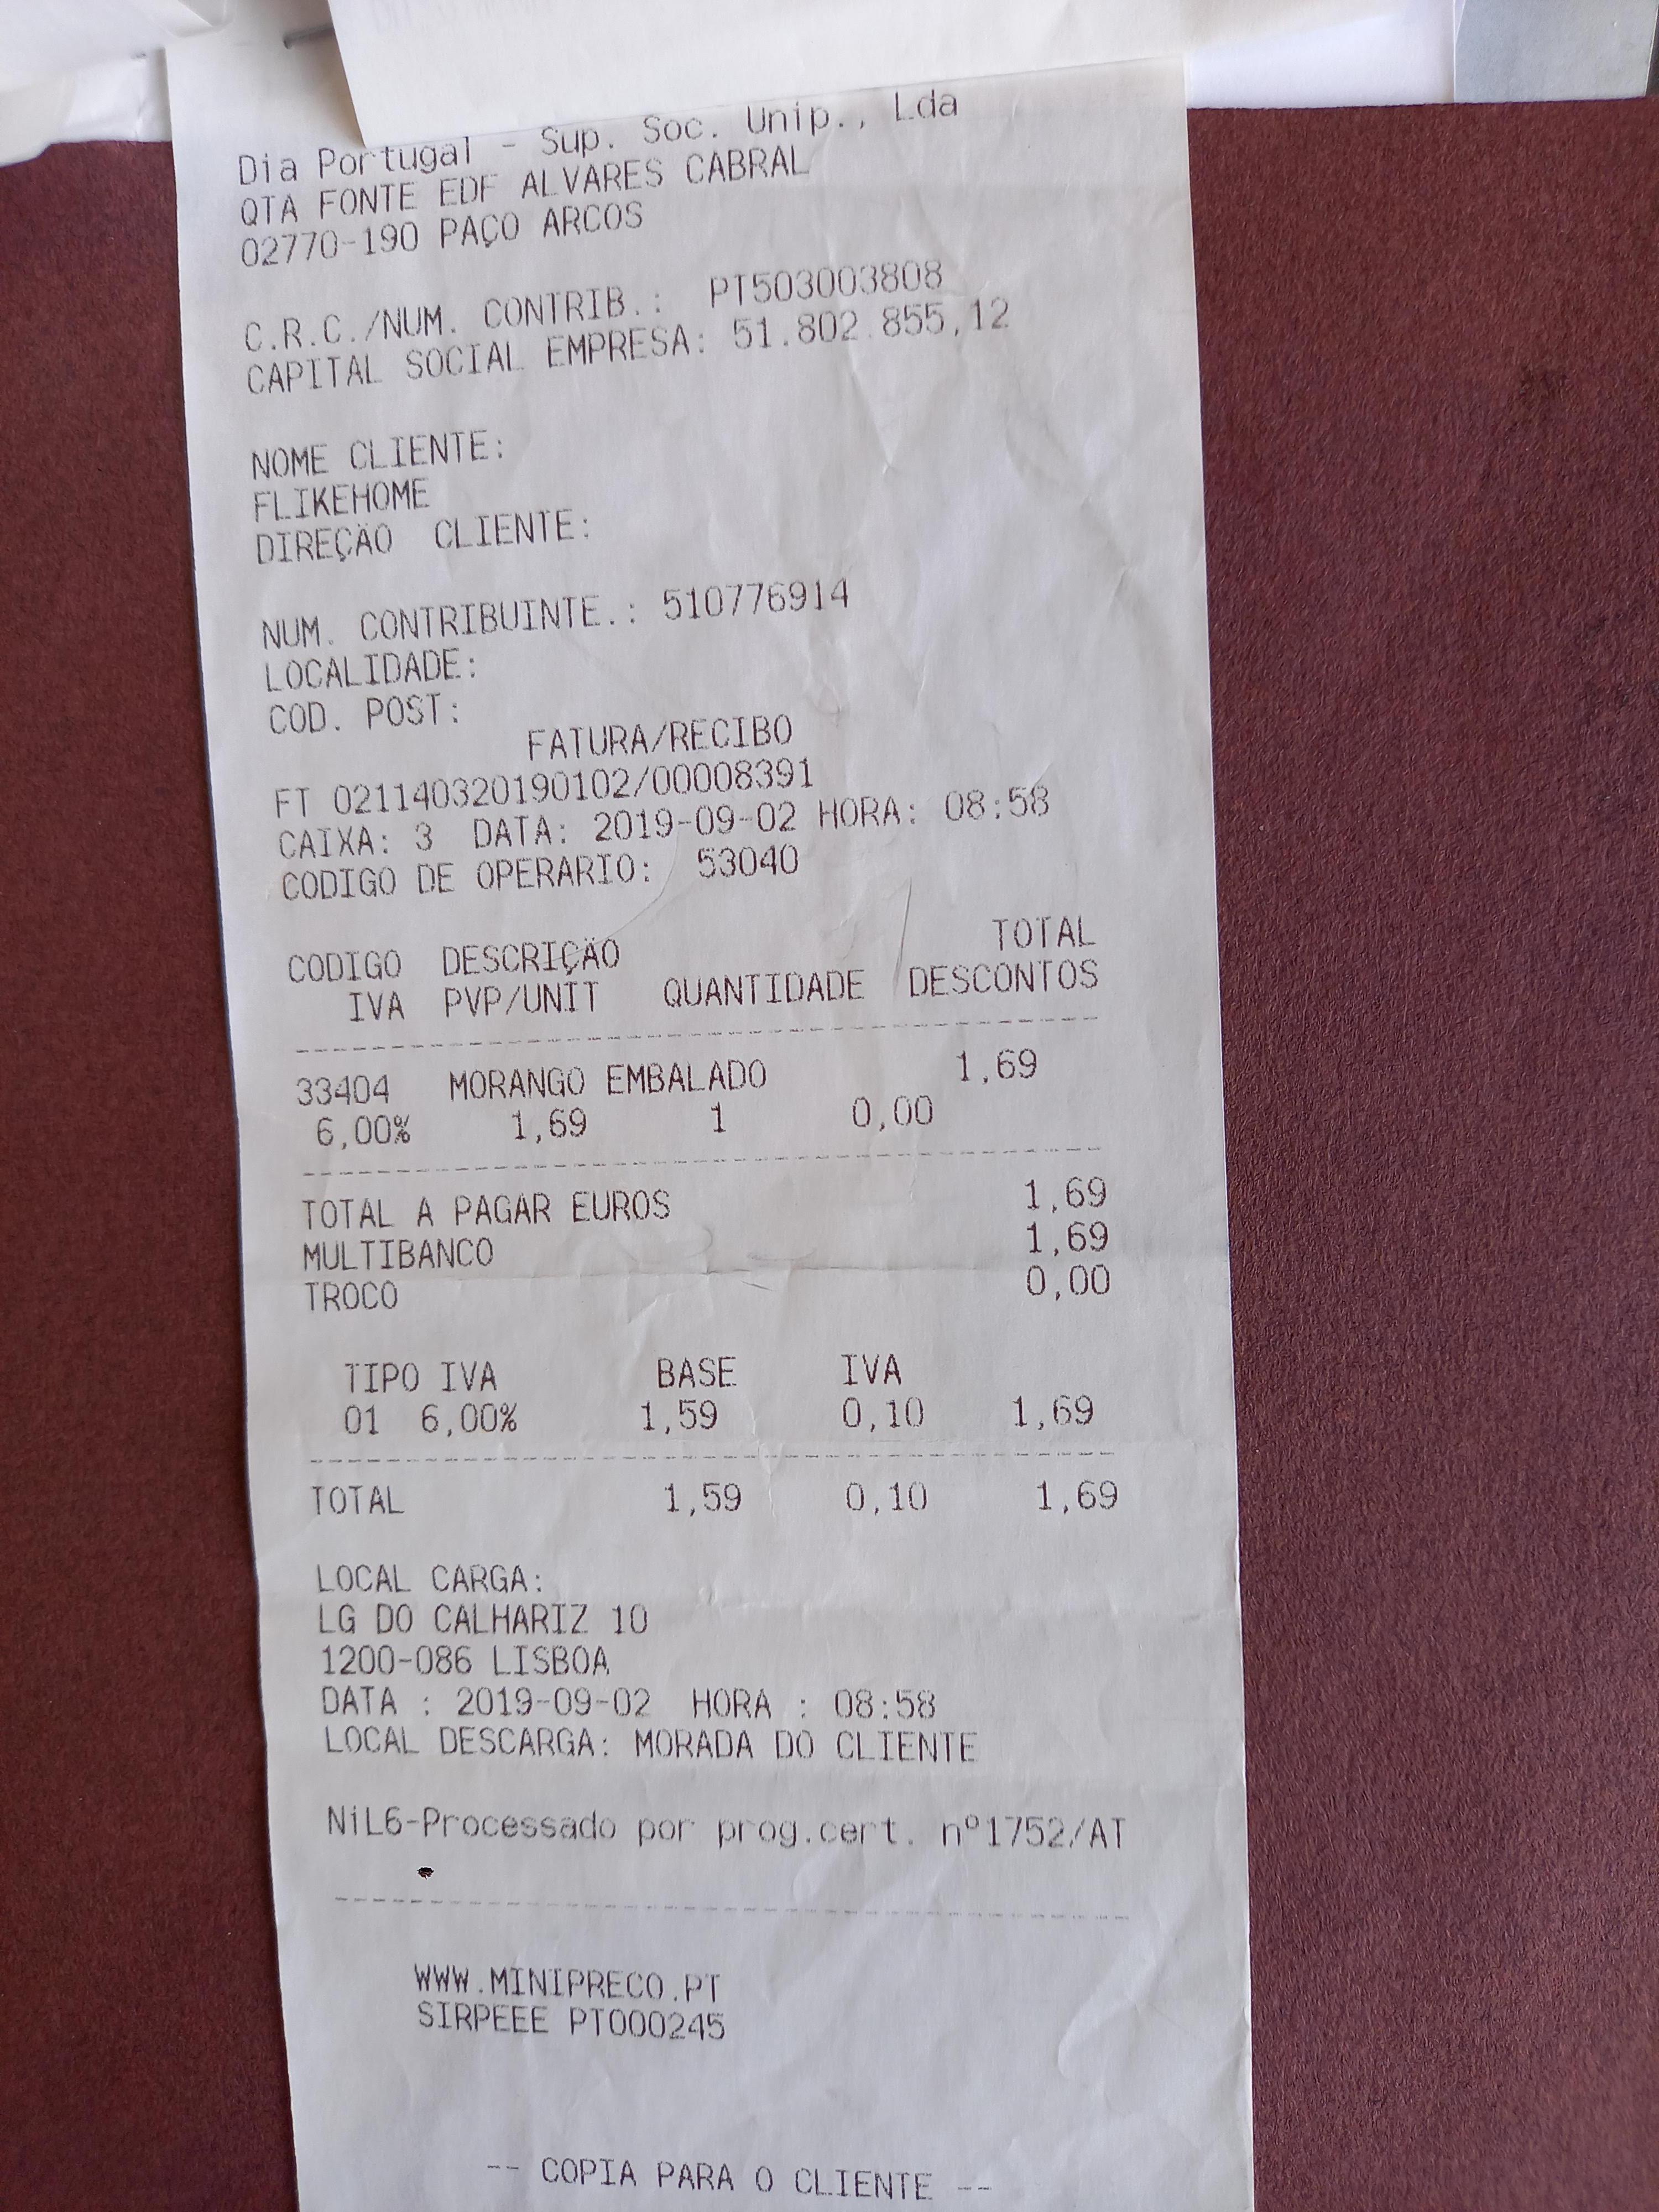 Dia Portugal - Sup. Soc. Unip., Lda
QTA FONTE EDF ALVARES CABRAL
02770-190 PAÇO ARCOS
C.R.C./NUM. CONTRIB.: PT503003808
CAPITAL SOCIAL EMPRESA: 51.802.855,12
NOME CLIENTE:
FLIKEHOME
DIREÇÃO CLIENTE:
NUM. CONTRIBUINTE.: 510776914
LOCALIDADE:
COD. POST:
FATURA/RECIBO
FT 021140320190102/00008391
CAIXA: 3 DATA: 2019-09-02 HORA: 08:58
CODIGO DE OPERARIO: 53040
TOTAL
CODIGO DESCRIÇÃO
IVA PVP/UNIT QUANTIDADE DESCONTOS
33404 MORANGO EMBALADO 1,69
6,00% 1,69 1 0,00
TOTAL A PAGAR EUROS 1,69
MULTIBANCO 1,69
TROCO 0,00
TIPO IVA BASE IVA
01 6,00% 1,59 0,10 1,69
TOTAL 1,59 0,10 1,69
LOCAL CARGA:
LG DO CALHARIZ 10
1200-086 LISBOA
DATA : 2019-09-02 HORA : 08:58
LOCAL DESCARGA: MORADA DO CLIENTE
NiL6-Processado por prog.cert. nº1752/AT
WWW.MINIPRECO.PT
SIRPEEE PT000245
-- COPIA PARA O CLIENTE --